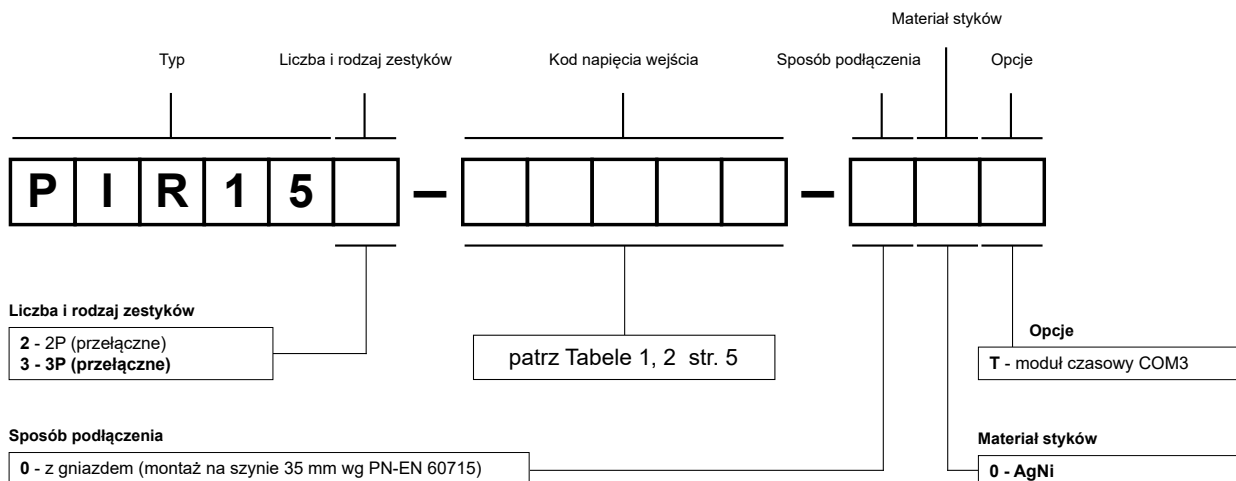 Materiał styków
Typ
Liczba i rodzaj zestyków
Kod napięcia wejścia
Sposób podłączenia
Opcje
PIR15 – –
Liczba i rodzaj zestyków
2 - 2P (przełączne)
3 - 3P (przełączne)
patrz Tabele 1, 2 str. 5
Opcje
T - moduł czasowy COM3
Sposób podłączenia
0 - z gniazdem (montaż na szynie 35 mm wg PN-EN 60715)
Materiał styków
0 - AgNi